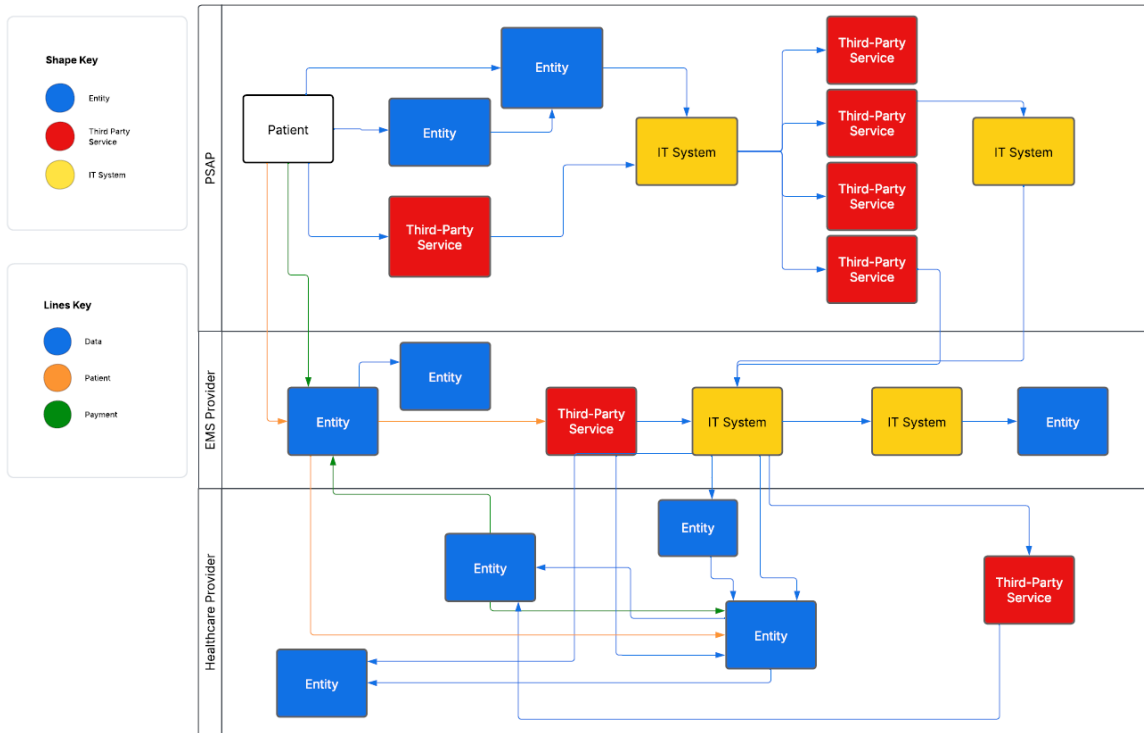 Shape Key
Entity
Third Party
Service
IT System
Lines Key
Data
Patient
Payment
PSAP
Patient
Entity
Entity
Third-Party
Service
IT System
Third-Party
Service
Third-Party
Service
Third-Party
Service
Third-Party
Service
IT System
EMS Provider
Entity
Entity
Third-Party
Service
IT System
IT System
Entity
Healthcare Provider
Entity
Entity
Entity
Entity
Third-Party
Service